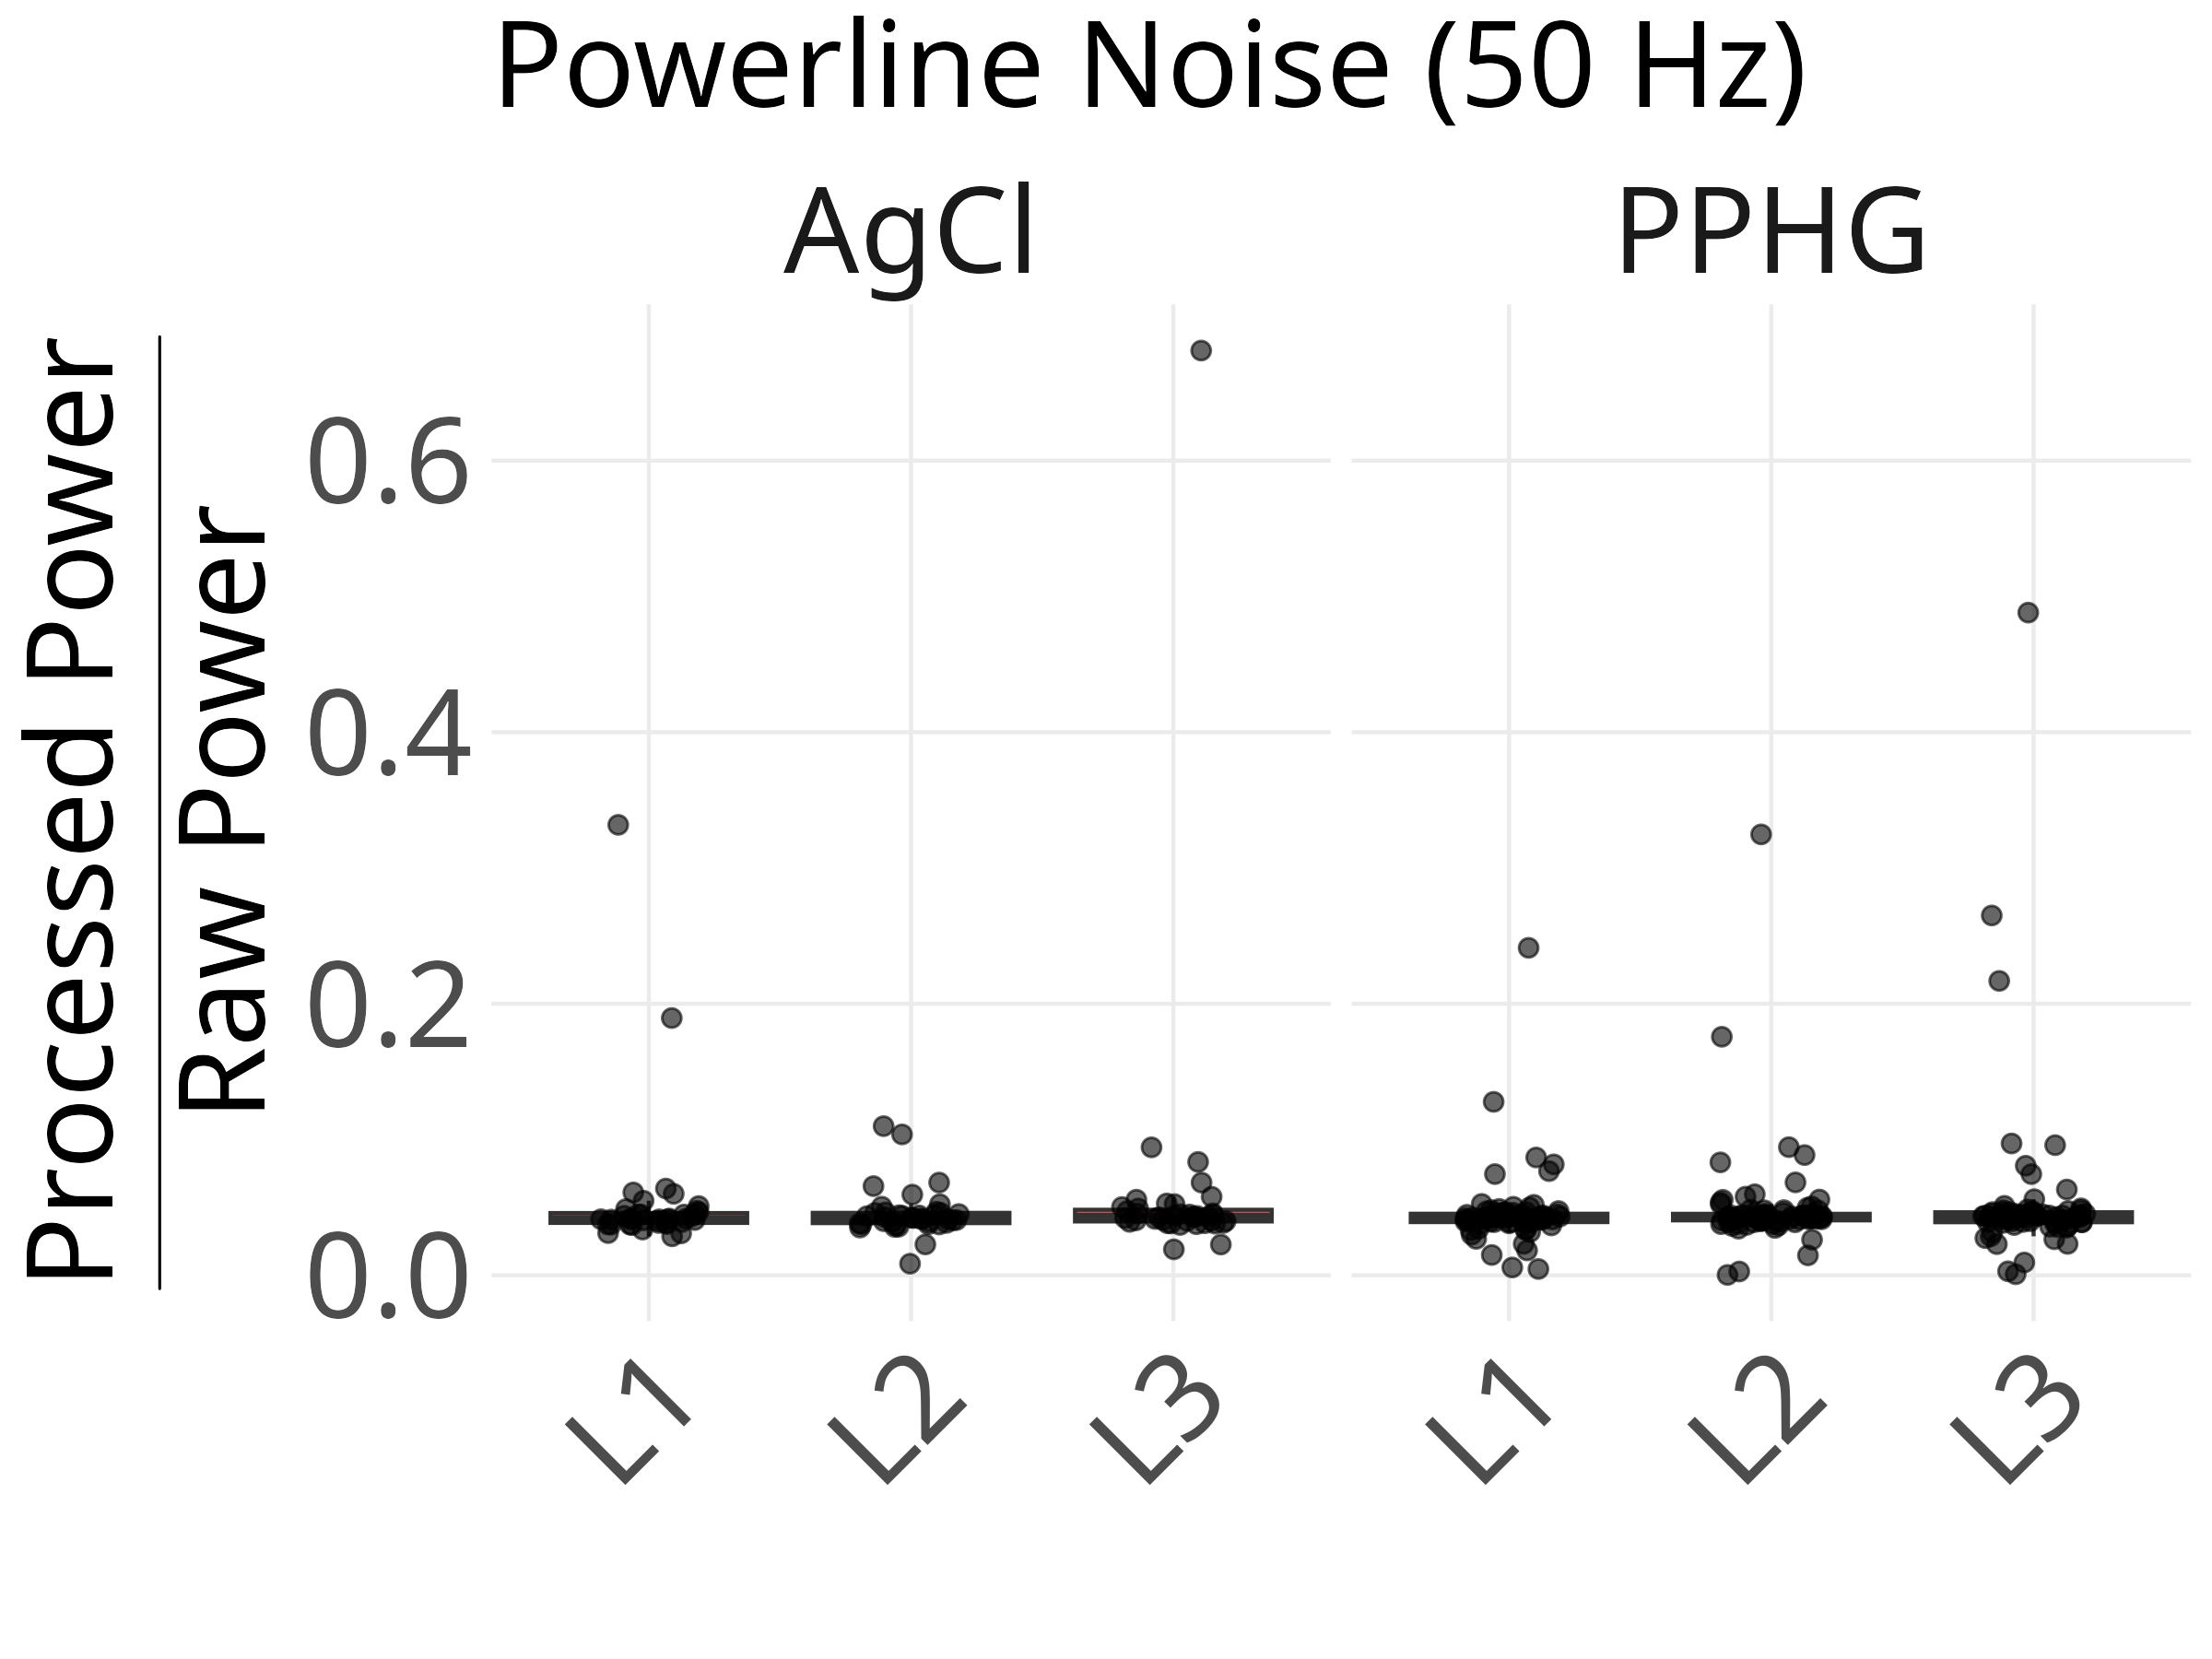 Powerline Noise (50 Hz)
AgCl
PPHG
Processed Power
Raw Power
0.6
0.4
0.2
0.0
L1
L2
L3
L1
L2
L3